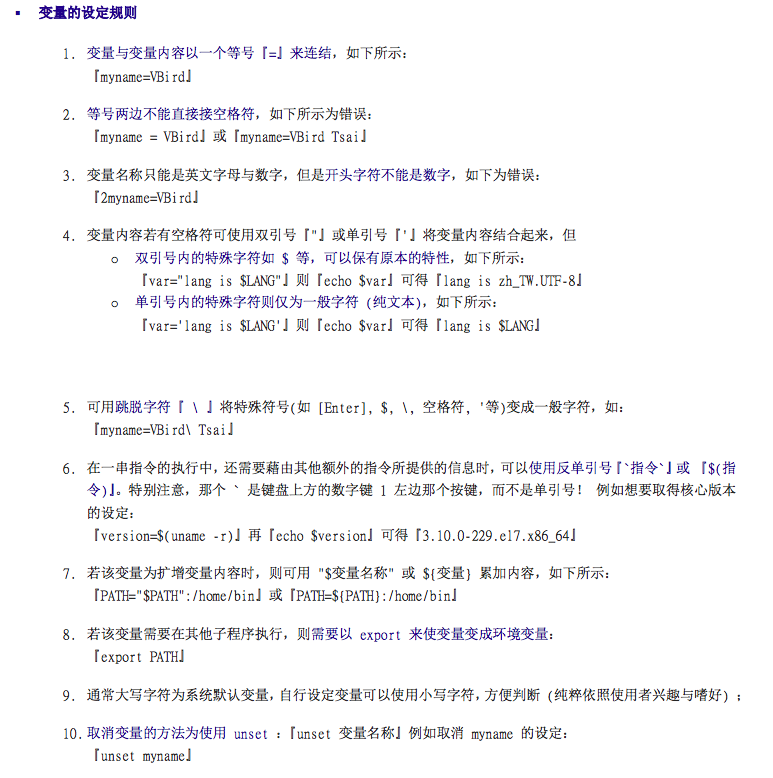 ▪ 变量的设定规则
1. 变量与变量内容以一个等号『=』来连结，如下所示：
『myname=VBird』
2. 等号两边不能直接接空格符，如下所示为错误：
『myname = VBird』或『myname=VBird Tsai』
3. 变量名称只能是英文字母与数字，但是开头字符不能是数字，如下为错误：
『2myname=VBird』
4. 变量内容若有空格符可使用双引号『"』或单引号『'』将变量内容结合起来，但
o 双引号内的特殊字符如 $ 等，可以保有原本的特性，如下所示：
『var="lang is $LANG"』则『echo $var』可得『lang is zh_TW.UTF-8』
o 单引号内的特殊字符则仅为一般字符 (纯文本)，如下所示：
『var='lang is $LANG'』则『echo $var』可得『lang is $LANG』
5. 可用跳脱字符『 \ 』将特殊符号(如 [Enter], $, \, 空格符, '等)变成一般字符，如：
『myname=VBird\ Tsai』
6. 在一串指令的执行中，还需要藉由其他额外的指令所提供的信息时，可以使用反单引号『`指令`』或 『$(指
令)』。特别注意，那个 ` 是键盘上方的数字键 1 左边那个按键，而不是单引号！ 例如想要取得核心版本
的设定：
『version=$(uname -r)』再『echo $version』可得『3.10.0-229.el7.x86_64』
7. 若该变量为扩增变量内容时，则可用 "$变量名称" 或 ${变量} 累加内容，如下所示：
『PATH="$PATH":/home/bin』或『PATH=${PATH}:/home/bin』
8. 若该变量需要在其他子程序执行，则需要以 export 来使变量变成环境变量：
『export PATH』
9. 通常大写字符为系统默认变量，自行设定变量可以使用小写字符，方便判断 (纯粹依照使用者兴趣与嗜好) ；
10. 取消变量的方法为使用 unset ：『unset 变量名称』例如取消 myname 的设定：
『unset myname』